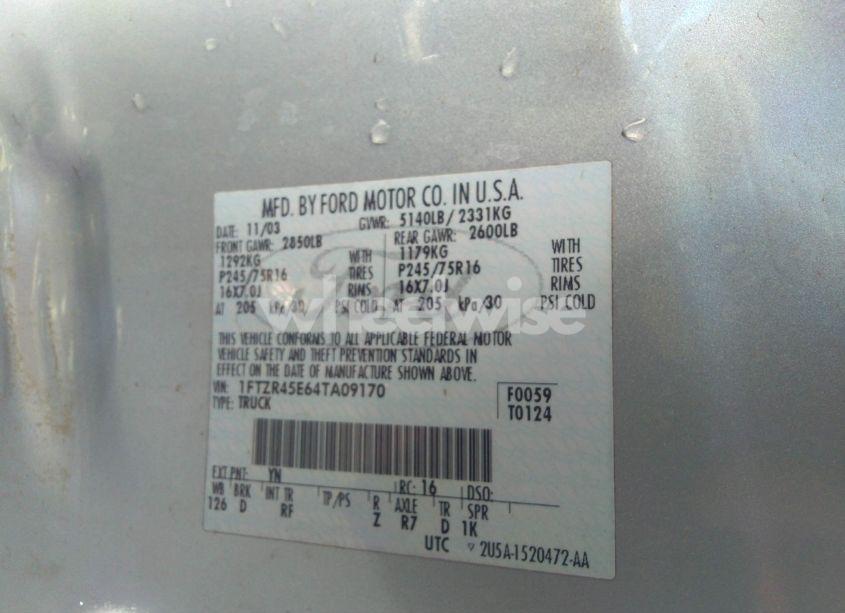 MFD. BY FORD MOTOR CO. IN U.S.A.
DATE: 11/03 GVWR: 5140LB/ 2331KG
FRONT GAWR: 2850LB REAR GAWR: 2600LB
1292KG WITH 1179KG WITH
P245/75R16 TIRES P245/75R16 TIRES
16X7.0J RIMS 16X7.0J RIMS
AT 205 kPa/30 PSI COLD AT 205 kPa/30 PSI COLD
wheelwise
THIS VEHICLE CONFORMS TO ALL APPLICABLE FEDERAL MOTOR
VEHICLE SAFETY AND THEFT PREVENTION STANDARDS IN
EFFECT ON THE DATE OF MANUFACTURE SHOWN ABOVE.
VIN: 1FTZR45E64TA09170 F0059
TYPE: TRUCK T0124
EXT PNT: YN RC: 16 DSO:
WB BRK INT TR TP/PS R AXLE TR SPR
126 D RF Z R7 D 1K
UTC ▽ 2U5A-1520472-AA